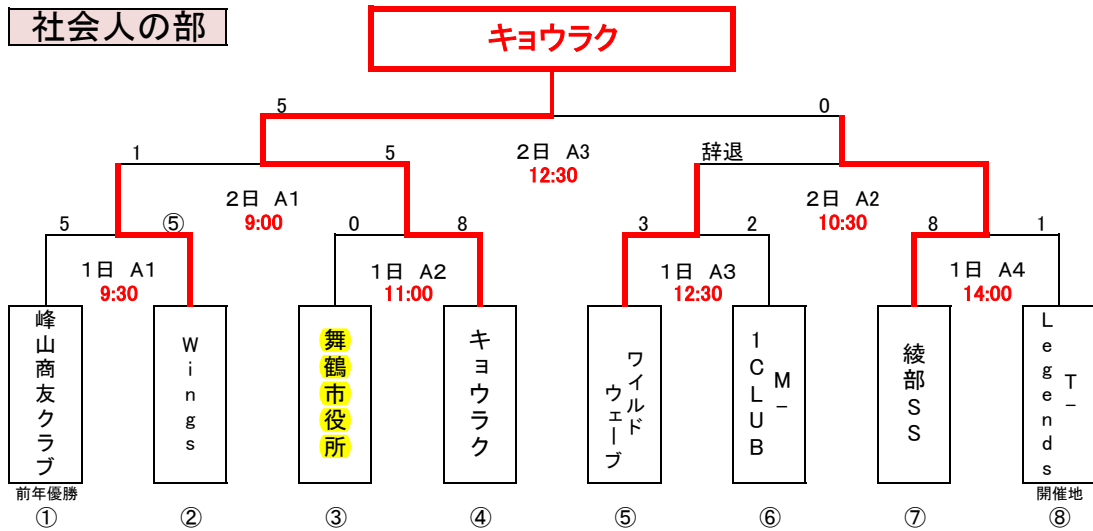 社会人の部
キョウラク
5
0
1
5
2日 A3
12:30
辞退
2日 A1
9:00
2日 A2
10:30
5
⑤
0
8
3
2
8
1
1日 A1
9:30
1日 A2
11:00
1日 A3
12:30
1日 A4
14:00
峰山商友クラブ
Wings
舞鶴市役所
キョウラク
ワイルド
ウェーブ
M-
1CLUB
綾部SS
T-
Legends
前年優勝
開催地
①
②
③
④
⑤
⑥
⑦
⑧